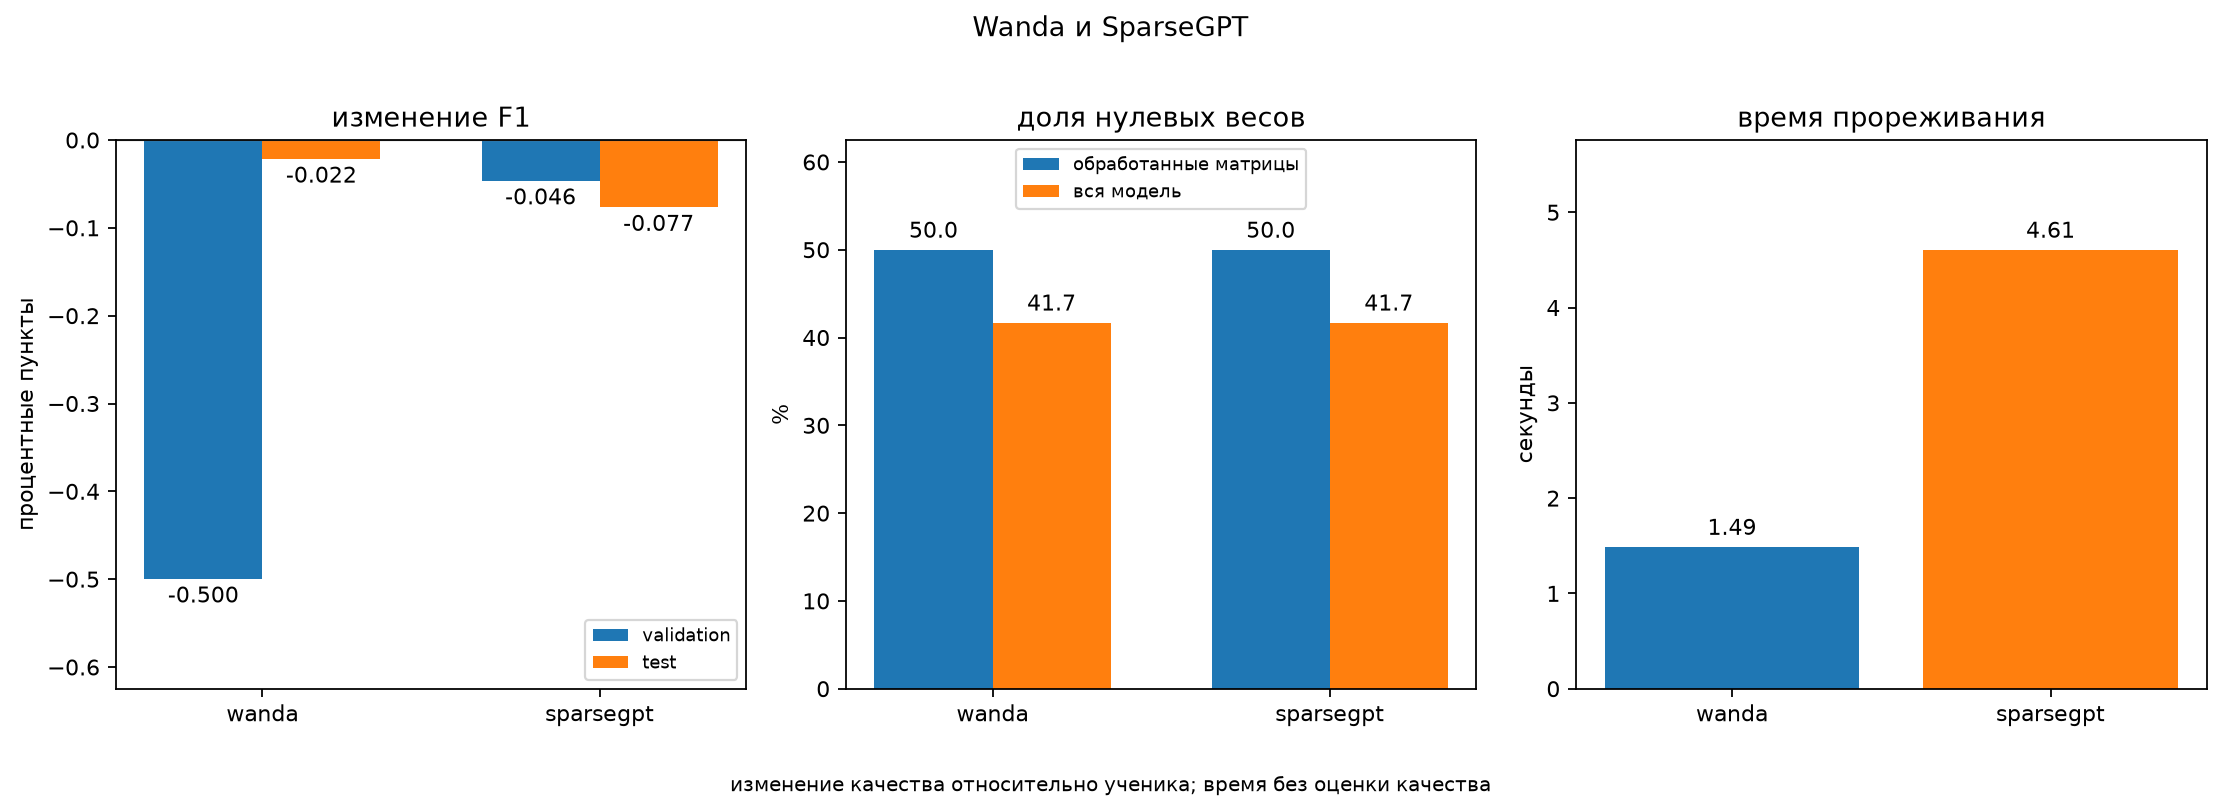 Wanda и SparseGPT
изменение F1
процентные пункты
0.0
−0.1
−0.2
−0.3
−0.4
−0.5
−0.6
-0.500
-0.022
-0.046
-0.077
validation
test
wanda
sparsegpt
доля нулевых весов
%
60
50
40
30
20
10
0
обработанные матрицы
вся модель
50.0
41.7
50.0
41.7
wanda
sparsegpt
время прореживания
секунды
5
4
3
2
1
0
1.49
4.61
wanda
sparsegpt
изменение качества относительно ученика; время без оценки качества